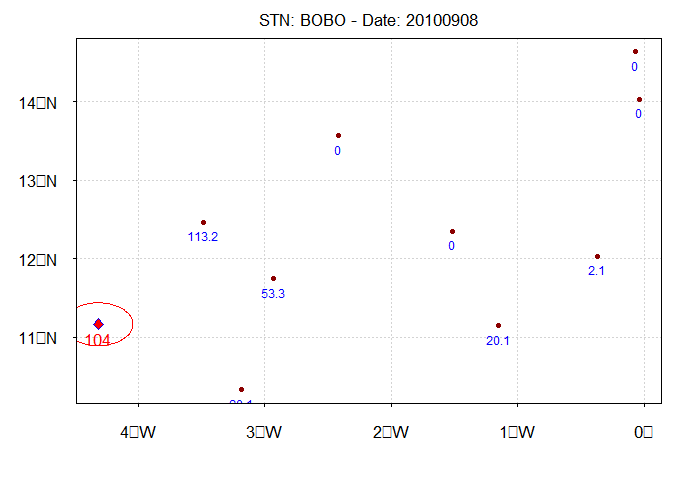 STN: BOBO - Date: 20100908
0
14▯N
0
0
13▯N
113.2
0
12▯N
2.1
53.3
11▯N
104
20.1
4▯W 3▯W 2▯W 1▯W 0▯